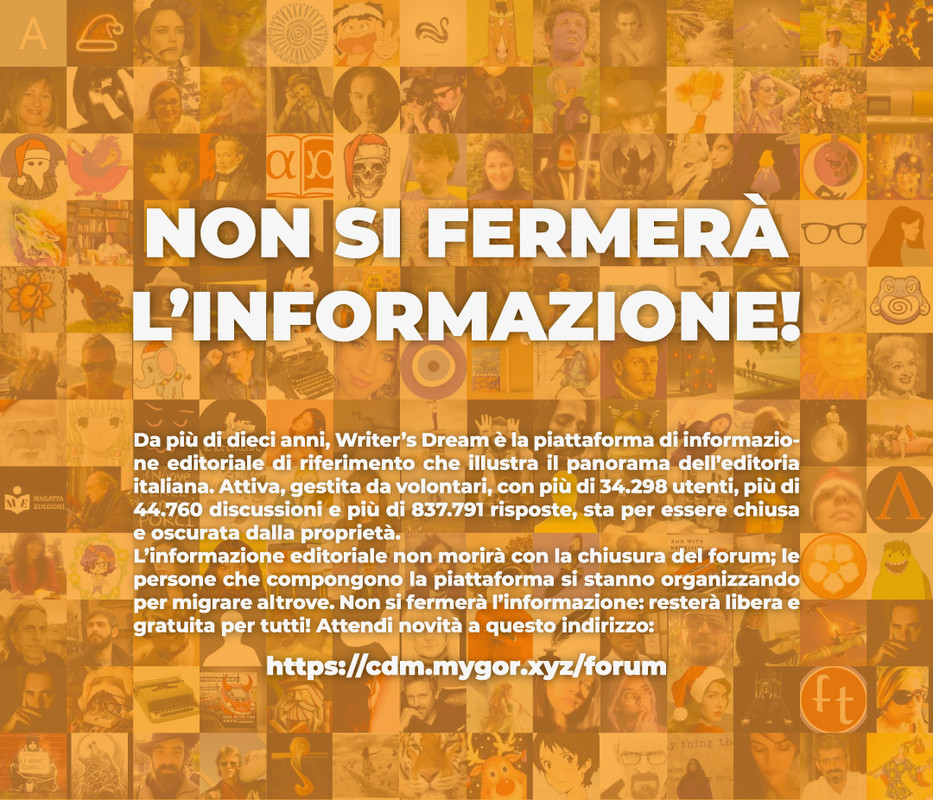 A
NON SI FERMERÀ
L’INFORMAZIONE!
Da più di dieci anni, Writer’s Dream è la piattaforma di informazio-
ne editoriale di riferimento che illustra il panorama dell’editoria
italiana. Attiva, gestita da volontari, con più di 34.298 utenti, più di
44.760 discussioni e più di 837.791 risposte, sta per essere chiusa
e oscurata dalla proprietà.
L’informazione editoriale non morirà con la chiusura del forum; le
persone che compongono la piattaforma si stanno organizzando
per migrare altrove. Non si fermerà l’informazione: resterà libera e
gratuita per tutti! Attendi novità a questo indirizzo:
https://cdm.mygor.xyz/forum
MARATTA
EDIZIONI
ft